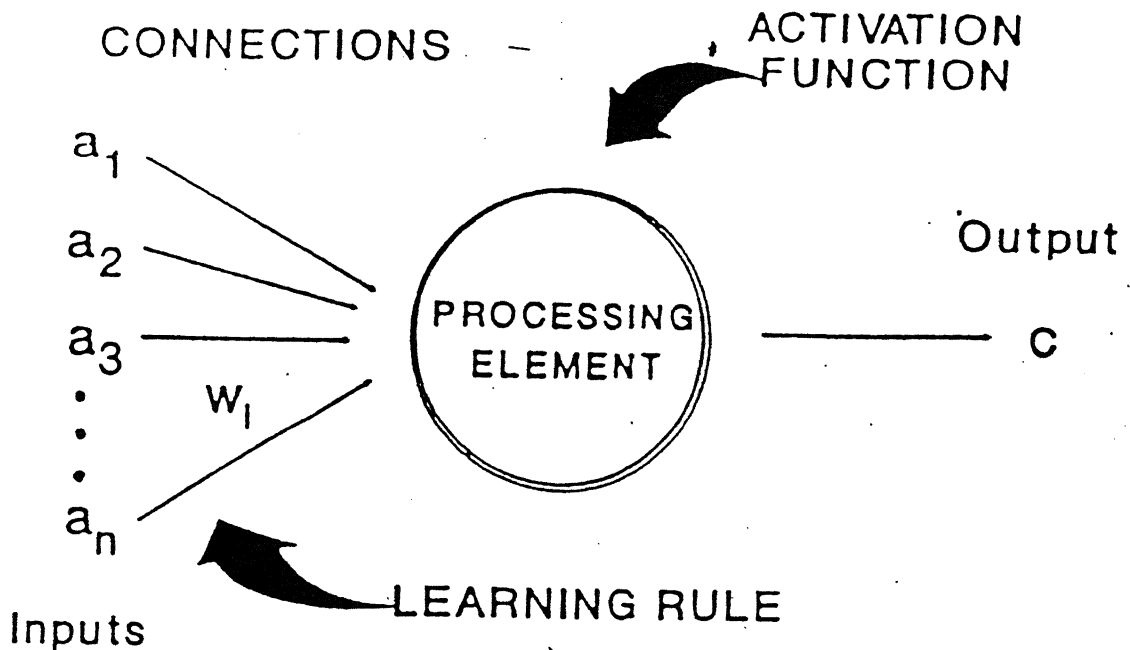 CONNECTIONS
ACTIVATION
FUNCTION
a1
a2
a3
an
W1
Inputs
PROCESSING
ELEMENT
Output
C
LEARNING RULE